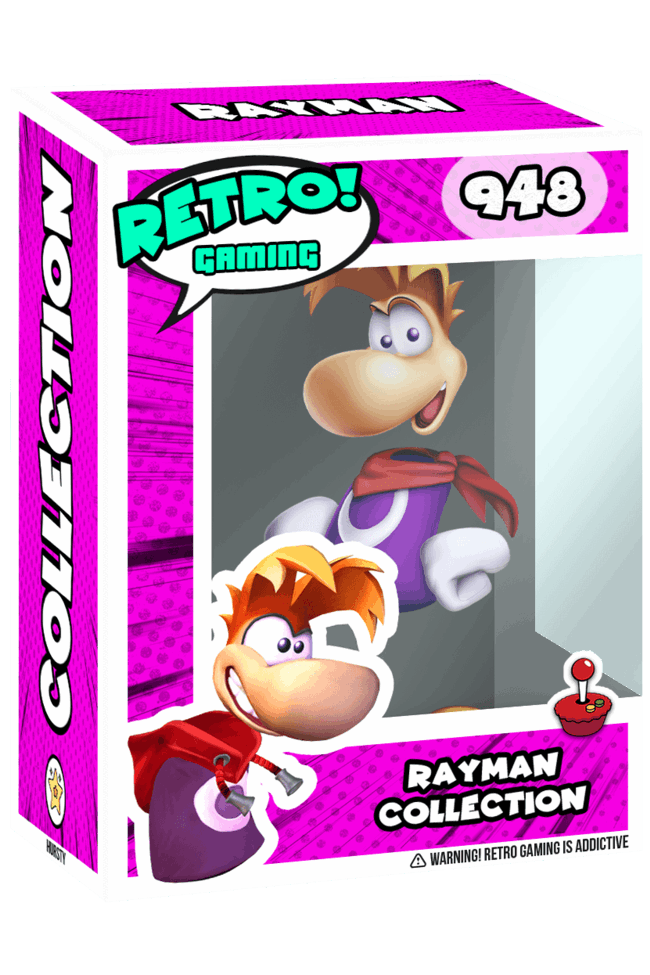 RAYMAN
RETRO!
GAMING
948
COLLECTION
RAYMAN
COLLECTION
WARNING! RETRO GAMING IS ADDICTIVE
HURSTY